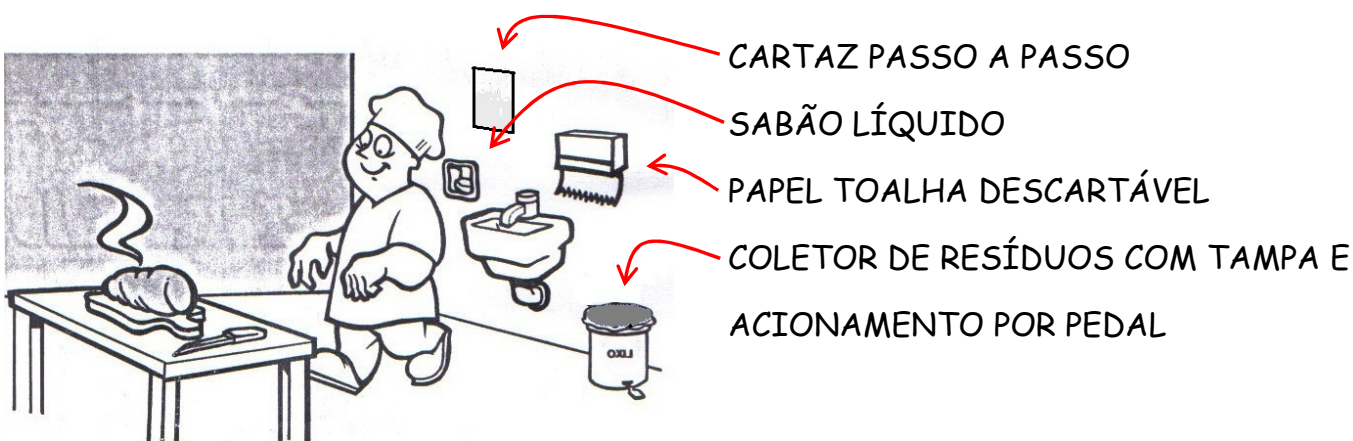 CARTAZ PASSO A PASSO
SABÃO LÍQUIDO
PAPEL TOALHA DESCARTÁVEL
COLETOR DE RESÍDUOS COM TAMPA E
ACIONAMENTO POR PEDAL
LIXO